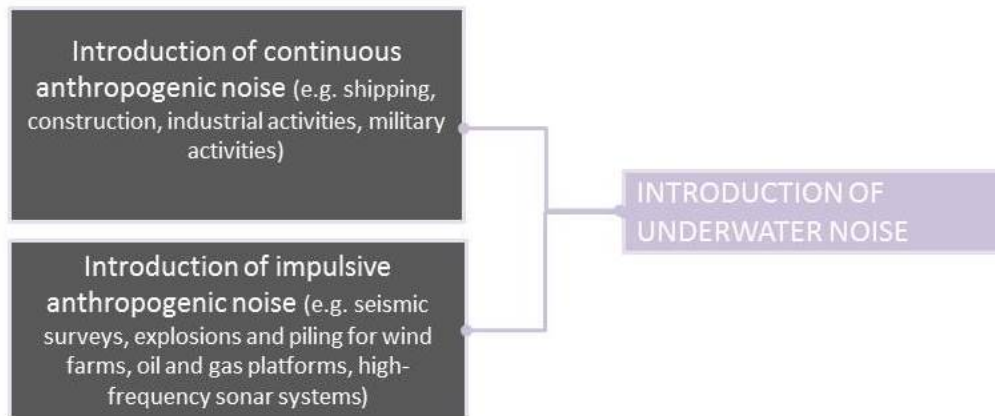 Introduction of continuous
anthropogenic noise (e.g. shipping,
construction, industrial activities, military
activities)
INTRODUCTION OF
UNDERWATER NOISE
Introduction of impulsive
anthropogenic noise (e.g. seismic
surveys, explosions and piling for wind
farms, oil and gas platforms, high-
frequency sonar systems)